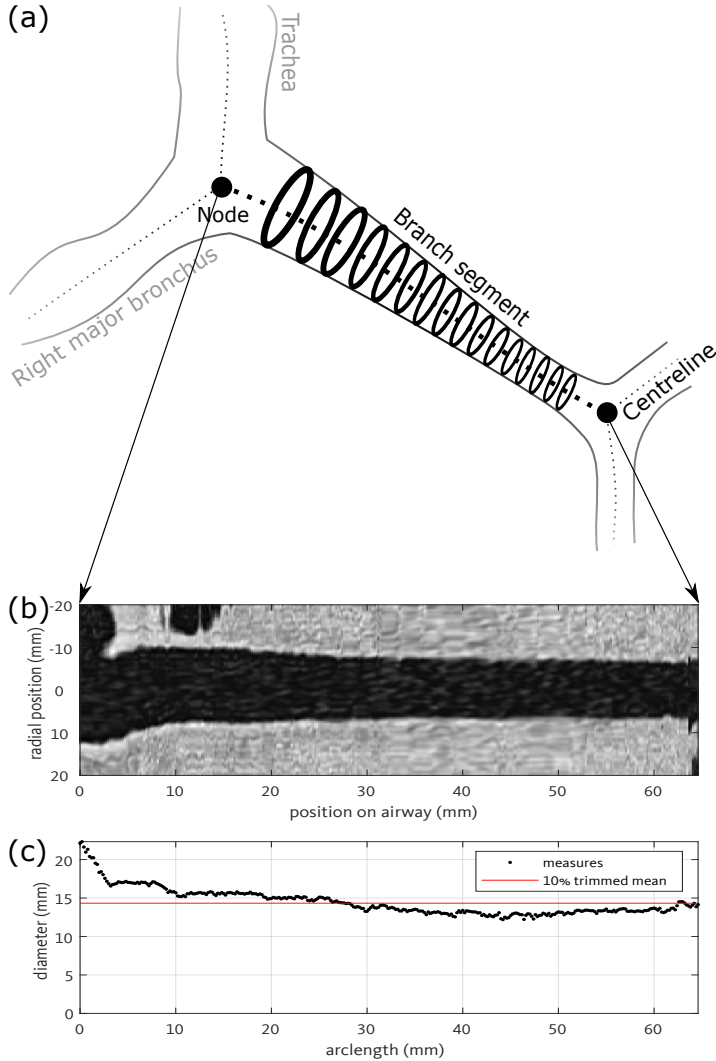 (a)
Trachea
Node
Branch segment
Right major bronchus
Centreline
(b)
-20
-10
0
10
20
radial position (mm)
0
10
20
30
40
50
60
position on airway (mm)
(c)
20
15
10
5
0
diameter (mm)
measures
10% trimmed mean
0
10
20
30
40
50
60
arclength (mm)